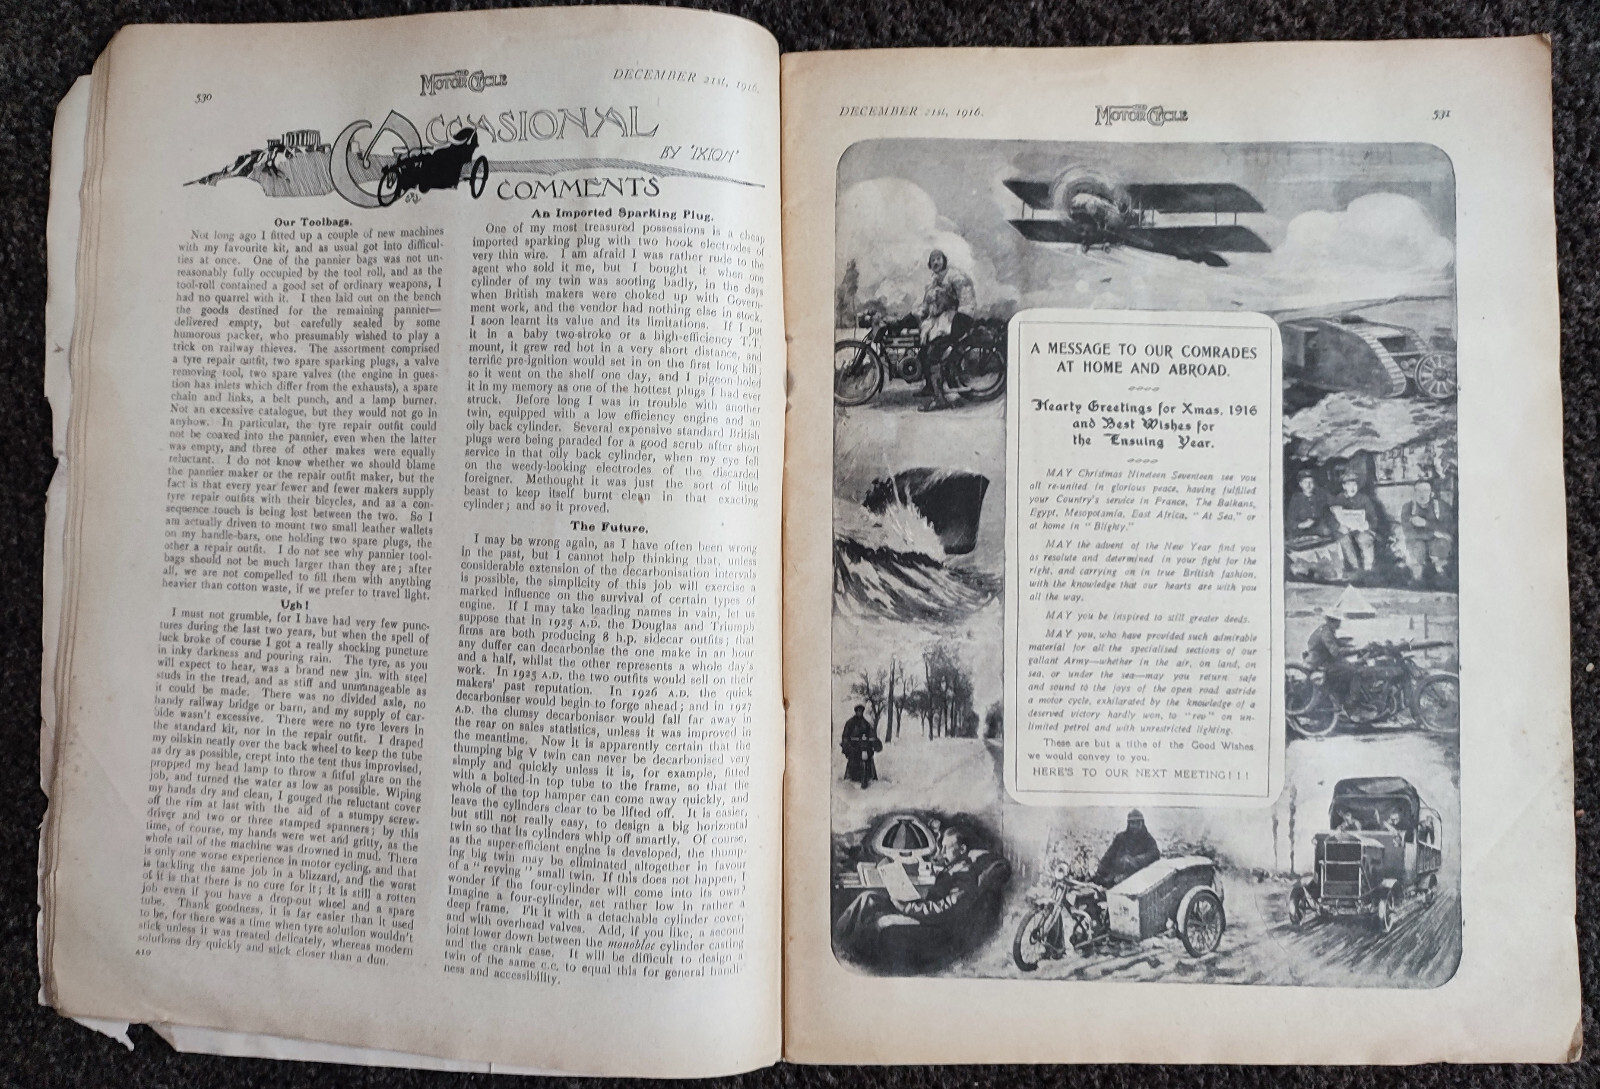 530
THE MOTOR CYCLE
DECEMBER 21st, 1916.
OCCASIONAL
BY "IXION"
COMMENTS
Our Toolbags.
Not long ago I fitted up a couple of new machines
with my favourite kit, and as usual got into difficul-
ties at once. One of the pannier bags was not un-
reasonably fully occupied by the tool roll, and as the
tool-roll contained a good set of ordinary weapons, I
had no quarrel with it. I then laid out on the bench
the goods destined for the remaining pannier—
delivered empty, but carefully sealed by some
humorous packer, who presumably wished to play a
trick on railway thieves. The assortment comprised
a tyre repair outfit, two spare sparking plugs, a valve
removing tool, two spare valves (the engine in ques-
tion has inlets which differ from the exhausts), a spare
chain and links, a belt punch, and a lamp burner.
Not an excessive catalogue, but they would not go in
anyhow. In particular, the tyre repair outfit could
not be coaxed into the pannier, even when the latter
was empty, and three of other makes were equally
reluctant. I do not know whether we should blame
the pannier maker or the repair outfit maker, but the
fact is that every year fewer and fewer makers supply
tyre repair outfits with their bicycles, and as a con-
sequence touch is being lost between the two. So I
am actually driven to mount two small leather wallets
on my handle-bars, one holding two spare plugs, the
other a repair outfit. I do not see why pannier tool-
bags should not be much larger than they are; after
all, we are not compelled to fill them with anything
heavier than cotton waste, if we prefer to travel light.
Ugh!
I must not grumble, for I have had very few punc-
tures during the last two years, but when the spell of
luck broke of course I got a really shocking puncture
in inky darkness and pouring rain. The tyre, as you
will expect to hear, was a brand new 3in. with steel
studs in the tread, and as stiff and unmanageable as
it could be made. There was no divided axle, no
handy railway bridge or barn, and my supply of car-
bide wasn't excessive. There were no tyre levers in
the standard kit, nor in the repair outfit. I draped
my oilskin neatly over the back wheel to keep the tube
as dry as possible, crept into the tent thus improvised,
propped my head lamp to throw a fitful glare on the
job, and turned the water as low as possible. Wiping
my hands dry and clean, I gouged the reluctant cover
off the rim at last with the aid of a stumpy screw-
driver and two or three stamped spanners; by this
time, of course, my hands were wet and gritty, as the
whole rail of the machine was drowned in mud. There
is only one worse experience in motor cycling, and that
is tackling the same job in a blizzard, and the worst
of it is that there is no cure for it; it is still a rotten
job even if you have a drop-out wheel and a spare
tube. Thank goodness, it is far easier than it used
to be, for there was a time when tyre solution wouldn't
stick unless it was treated delicately, whereas modern
solutions dry quickly and stick closer than a dun.
A10
An Imported Sparking Plug.
One of my most treasured possessions is a cheap
imported sparking plug with two hook electrodes of
very thin wire. I am afraid I was rather rude to the
agent who sold it me, but I bought it when one
cylinder of my twin was sooting badly, in the days
when British makers were choked up with Govern-
ment work, and the vendor had nothing else in stock.
I soon learnt its value and its limitations. If I put
it in a baby two-stroke or a high-efficiency T.T.
mount, it grew red hot in a very short distance, and
terrific pre-ignition would set in on the first long hill;
so it went on the shelf one day, and I pigeon-holed
it in my memory as one of the hottest plugs I had ever
struck. Before long I was in trouble with another
twin, equipped with a low efficiency engine and an
oily back cylinder. Several expensive standard British
plugs were being paraded for a good scrub after short
service in that oily back cylinder, when my eye fell
on the weedy-looking electrodes of the discarded
foreigner. Methought it was just the sort of little
beast to keep itself burnt clean in that exacting
cylinder; and so it proved.
The Future.
I may be wrong again, as I have often been wrong
in the past, but I cannot help thinking that, unless
considerable extension of the decarbonisation intervals
is possible, the simplicity of this job will exercise a
marked influence on the survival of certain types of
engine. If I may take leading names in vain, let us
suppose that in 1925 A.D. the Douglas and Triumph
firms are both producing 8 h.p. sidecar outfits; that
any duffer can decarbonise the one make in an hour
and a half, whilst the other represents a whole day's
work. In 1925 A.D. the two outfits would sell on their
makers' past reputation. In 1926 A.D. the quick
decarboniser would begin to forge ahead; and in 1927
A.D. the clumsy decarboniser would fall far away in
the rear on sales statistics, unless it was improved in
the meantime. Now it is apparently certain that the
thumping big V twin can never be decarbonised very
simply and quickly unless it is, for example, fitted
with a bolted-in top tube to the frame, so that the
whole of the top hamper can come away quickly, and
leave the cylinders clear to be lifted off. It is easier,
but still not really easy, to design a big horizontal
twin so that its cylinders whip off smartly. Of course,
as the super-efficient engine is developed, the thump-
ing big twin may be eliminated altogether in favour
of a "revving" small twin. If this does not happen, I
wonder if the four-cylinder will come into its own?
Imagine a four-cylinder, set rather low in rather a
deep frame. Fit it with a detachable cylinder cover,
and with overhead valves. Add, if you like, a second
joint lower down between the monobloc cylinder casting
and the crank case. It will be difficult to design a
twin of the same c.c. to equal this for general handi-
ness and accessibility.
DECEMBER 21st, 1916.
THE MOTOR CYCLE
531
A MESSAGE TO OUR COMRADES
AT HOME AND ABROAD.
Hearty Greetings for Xmas, 1916
and Best Wishes for
the Ensuing Year.
MAY Christmas Nineteen Seventeen see you
all re-united in glorious peace, having fulfilled
your Country's service in France, The Balkans,
Egypt, Mesopotamia, East Africa, "At Sea," or
at home in "Blighty."
MAY the advent of the New Year find you
as resolute and determined in your fight for the
right, and carrying on in true British fashion,
with the knowledge that our hearts are with you
all the way.
MAY you be inspired to still greater deeds.
MAY you, who have provided such admirable
material for all the specialised sections of our
gallant Army—whether in the air, on land, on
sea, or under the sea—may you return safe
and sound to the joys of the open road astride
a motor cycle, exhilarated by the knowledge of a
deserved victory hardly won, to "rev" on un-
limited petrol and with unrestricted lighting.
These are but a tithe of the Good Wishes
we would convey to you.
HERE'S TO OUR NEXT MEETING!!!